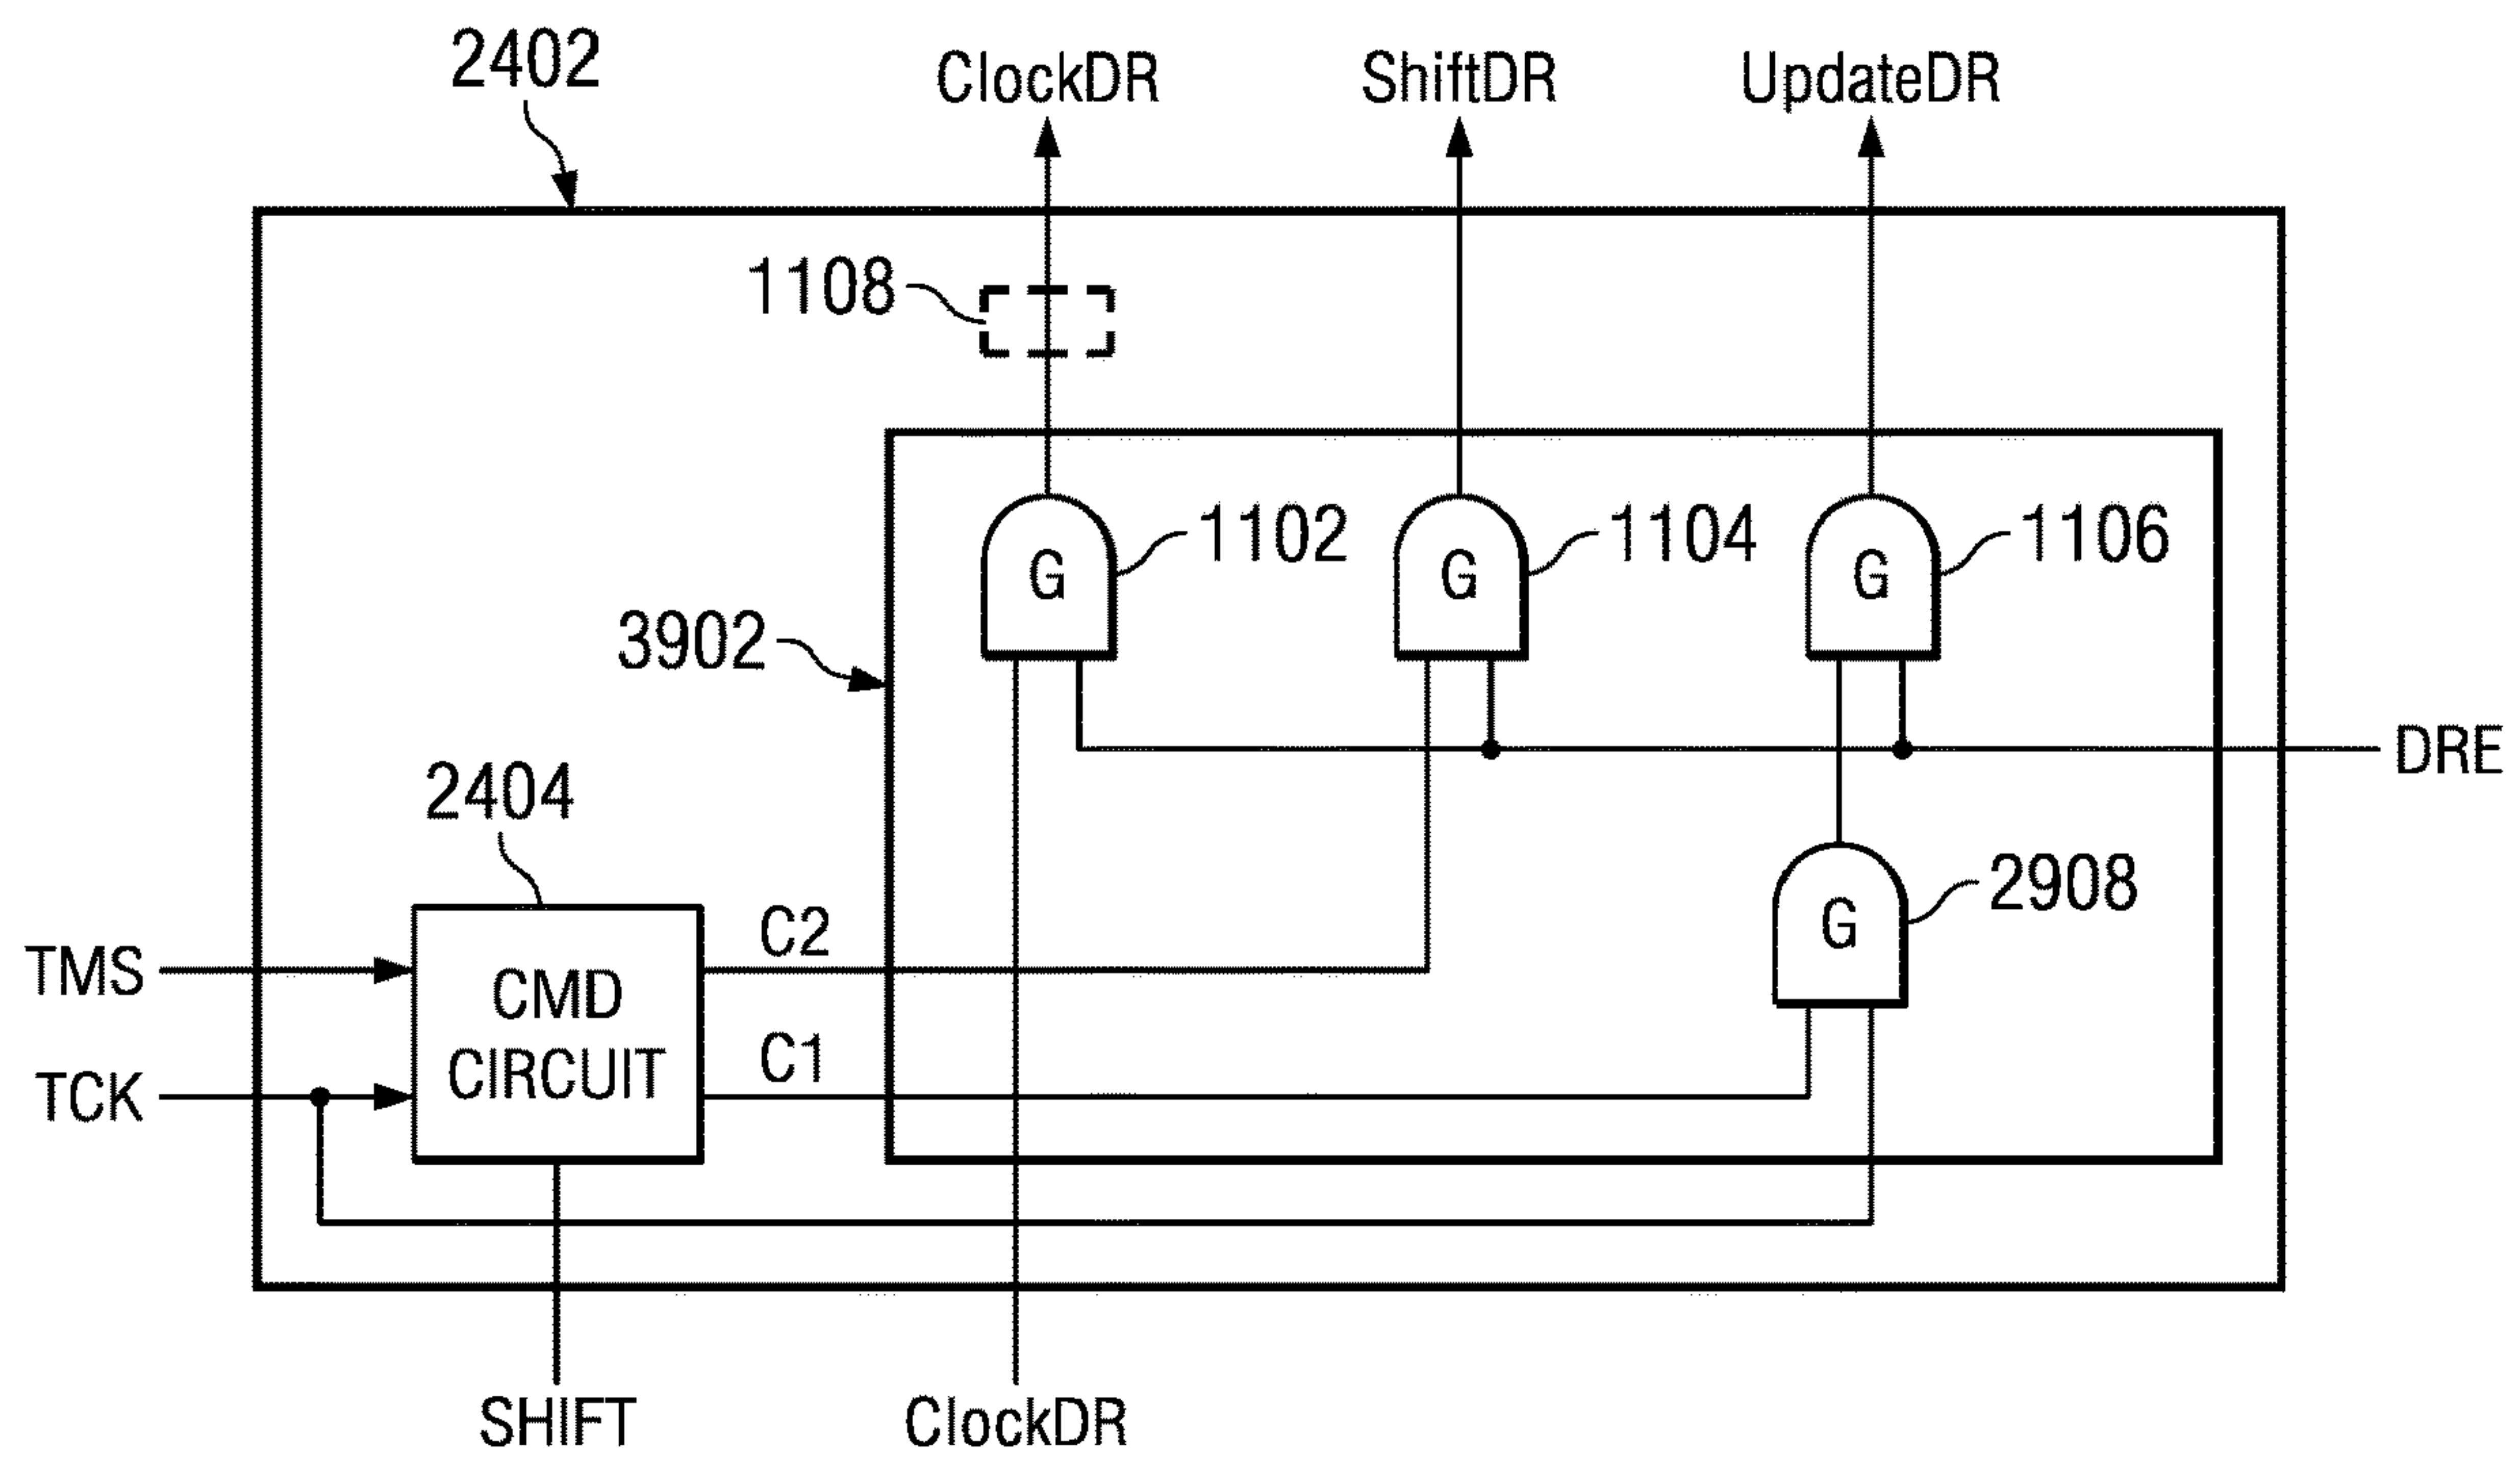 2402
ClockDR
ShiftDR
UpdateDR
1108
G
1102
G
1104
G
1106
3902
DRE
2404
G
2908
TMS
TCK
CMD
CIRCUIT
C2
C1
SHIFT
ClockDR